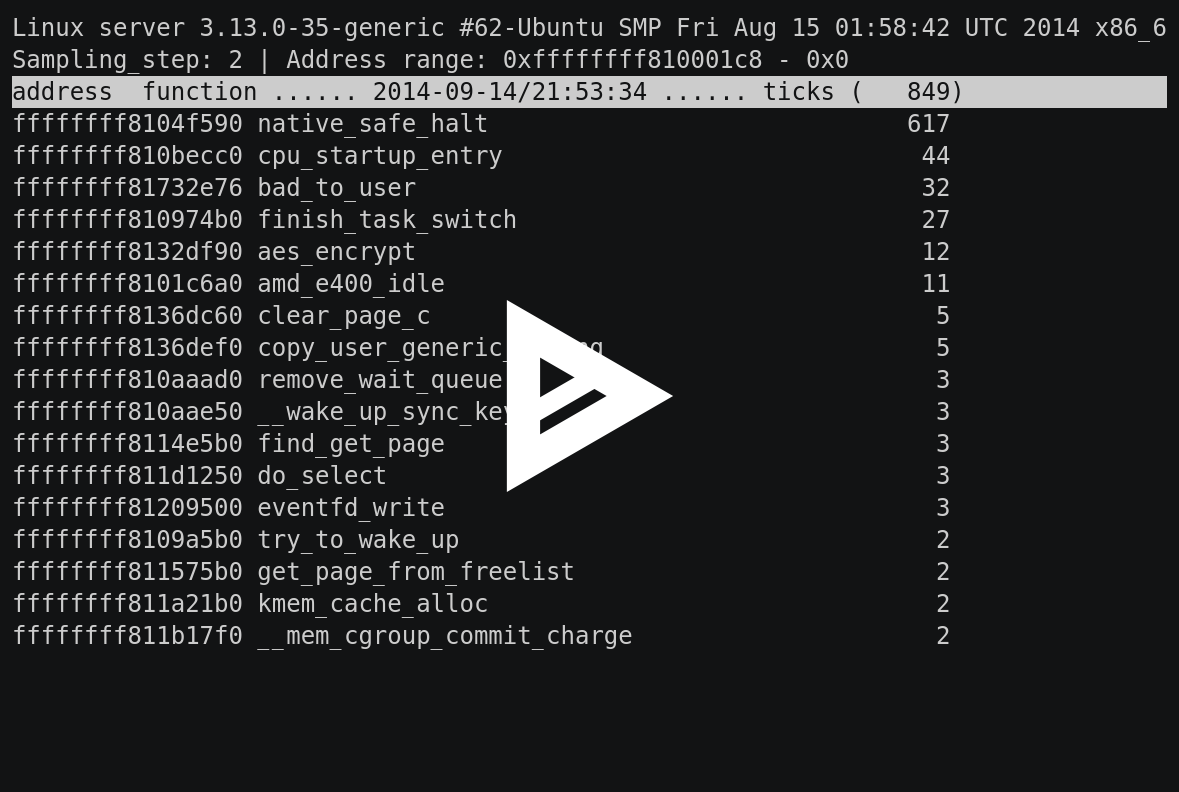 Linux server 3.13.0-35-generic #62-Ubuntu SMP Fri Aug 15 01:58:42 UTC 2014 x86_6
Sampling_step: 2 | Address range: 0xffffffff810001c8 - 0x0
address  function ...... 2014-09-14/21:53:34 ...... ticks (   849)
ffffffff8104f590 native_safe_halt 617
ffffffff810becc0 cpu_startup_entry 44
ffffffff81732e76 bad_to_user 32
ffffffff810974b0 finish_task_switch 27
ffffffff8132df90 aes_encrypt 12
ffffffff8101c6a0 amd_e400_idle 11
ffffffff8136dc60 clear_page_c 5
ffffffff8136def0 5
ffffffff810aaad0 remove_wait_queue 3
ffffffff810aae50 3
ffffffff8114e5b0 find_get_page 3
ffffffff811d1250 do_select 3
ffffffff81209500 eventfd_write 3
ffffffff8109a5b0 try_to_wake_up 2
ffffffff811575b0 get_page_from_freelist 2
ffffffff811a21b0 kmem_cache_alloc 2
ffffffff811b17f0 __mem_cgroup_commit_charge 2